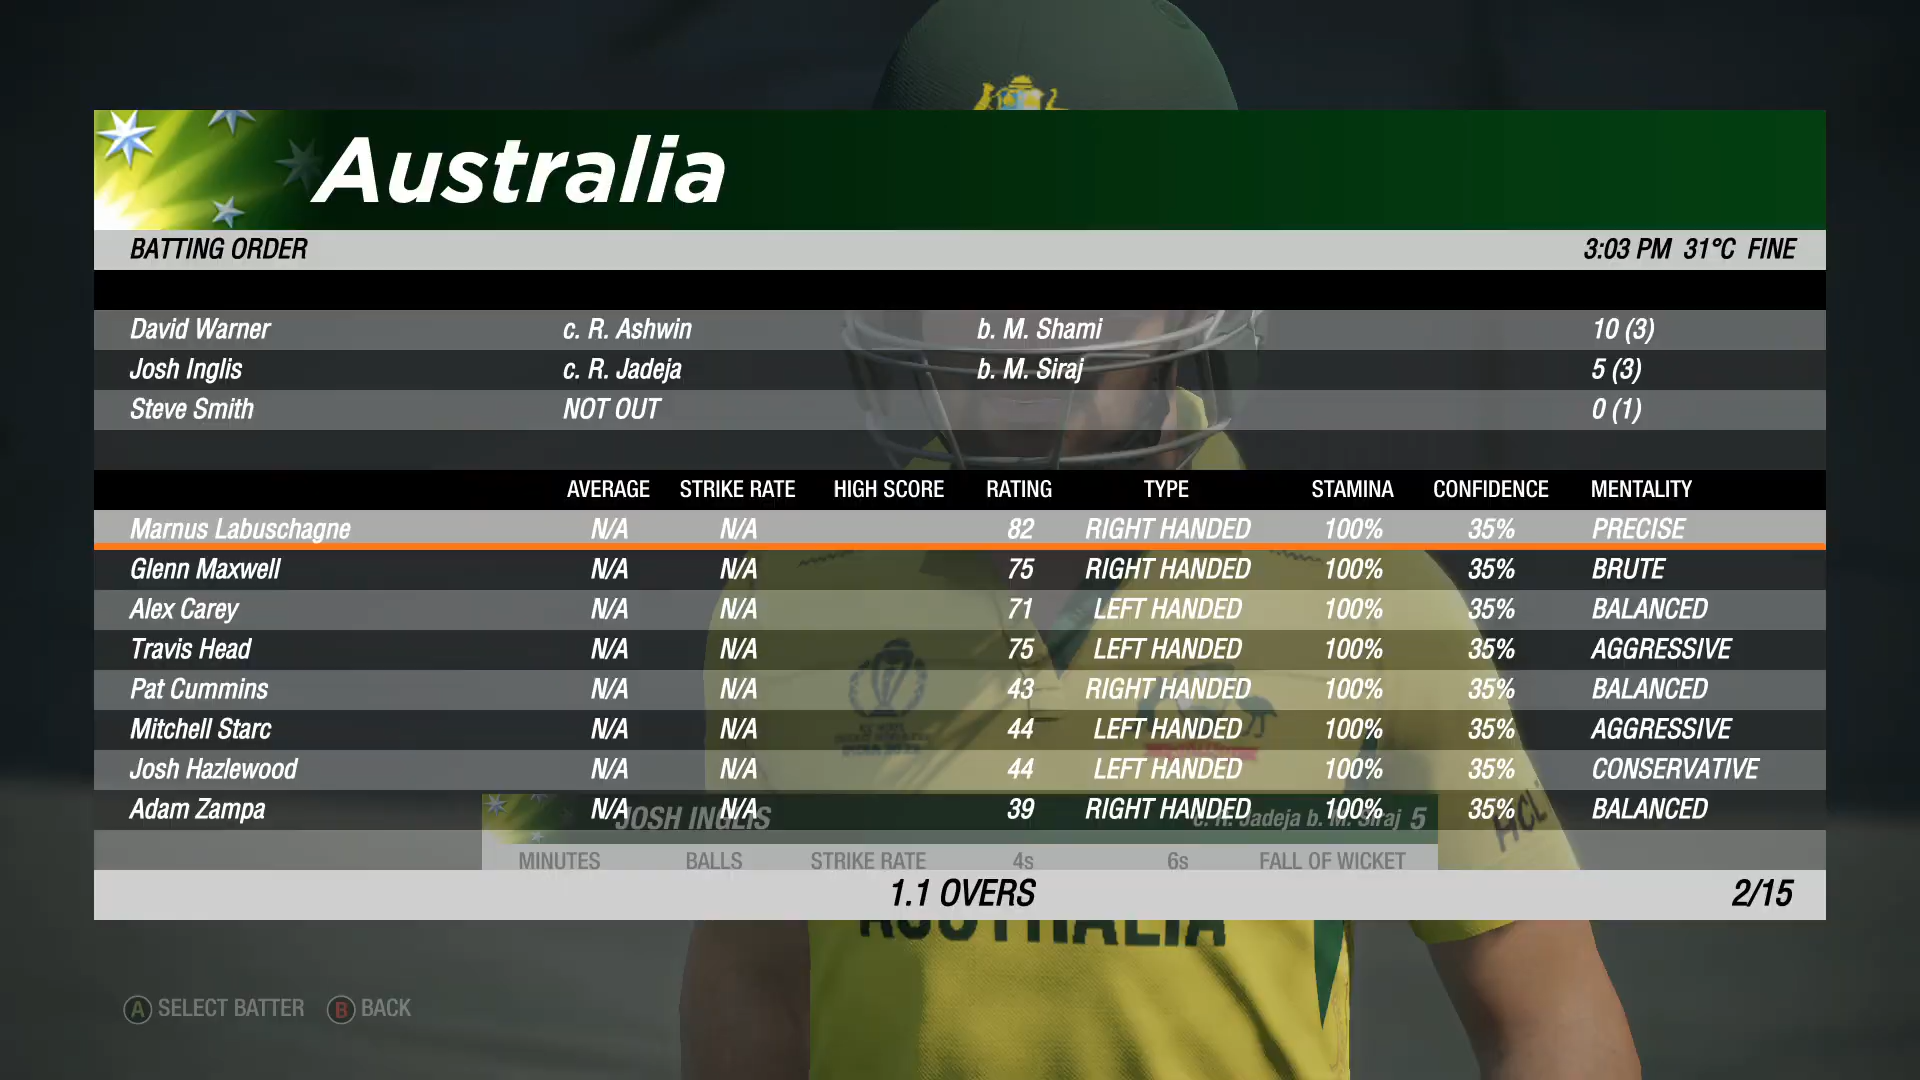 Australia
BATTING ORDER 3:03 PM 31°C FINE
David Warner c. R. Ashwin b. M. Shami 10 (3)
Josh Inglis c. R. Jadeja b. M. Siraj 5 (3)
Steve Smith NOT OUT 0 (1)
AVERAGE STRIKE RATE HIGH SCORE RATING TYPE STAMINA CONFIDENCE MENTALITY
Marnus Labuschagne N/A N/A 82 RIGHT HANDED 100% 35% PRECISE
Glenn Maxwell N/A N/A 75 RIGHT HANDED 100% 35% BRUTE
Alex Carey N/A N/A 71 LEFT HANDED 100% 35% BALANCED
Travis Head N/A N/A 75 LEFT HANDED 100% 35% AGGRESSIVE
Pat Cummins N/A N/A 43 RIGHT HANDED 100% 35% BALANCED
Mitchell Starc N/A N/A 44 LEFT HANDED 100% 35% AGGRESSIVE
Josh Hazlewood N/A N/A 44 LEFT HANDED 100% 35% CONSERVATIVE
Adam Zampa N/A N/A 39 RIGHT HANDED 100% 35% BALANCED
JOSH INGLIS c. R. Jadeja b. M. Siraj 5
HCL
MINUTES BALLS STRIKE RATE 4s 6s FALL OF WICKET
1.1 OVERS 2/15
AUSTRALIA
A SELECT BATTER B BACK